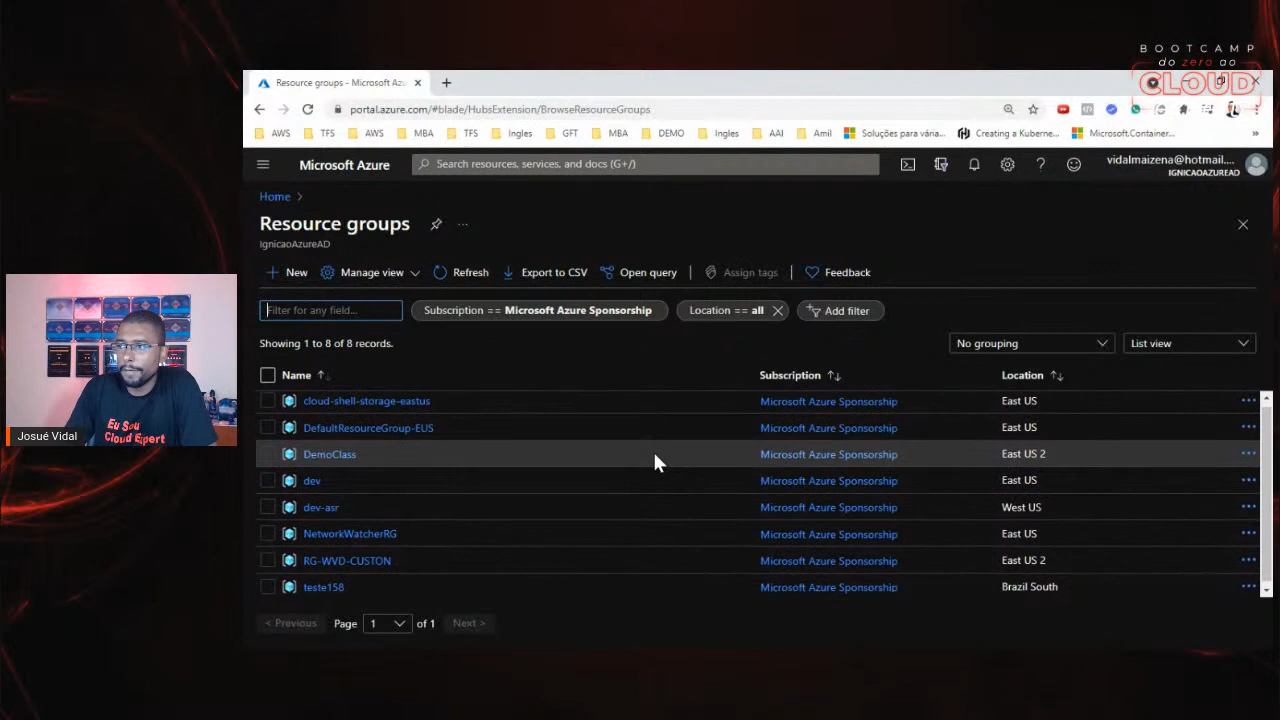 BOOTCAMP
do zero ao
CLOUD
Resource groups - Microsoft Azu
portal.azure.com/#blade/HubsExtension/BrowseResourceGroups
AWS TFS AWS MBA TFS Ingles GFT MBA DEMO Ingles AAI Amil Soluções para vária... Creating a Kuberne... Microsoft.Container... »
Microsoft Azure Search resources, services, and docs (G+/) vidalmaizena@hotmail....
IGNICAOAZUREAD
Home >
Resource groups ...
IgnicaoAzureAD
+ New Manage view Refresh Export to CSV Open query Assign tags Feedback
Filter for any field... Subscription == Microsoft Azure Sponsorship Location == all Add filter
Showing 1 to 8 of 8 records. No grouping List view
Name Subscription Location
cloud-shell-storage-eastus Microsoft Azure Sponsorship East US ...
DefaultResourceGroup-EUS Microsoft Azure Sponsorship East US ...
DemoClass Microsoft Azure Sponsorship East US 2 ...
dev Microsoft Azure Sponsorship East US ...
dev-asr Microsoft Azure Sponsorship West US ...
NetworkWatcherRG Microsoft Azure Sponsorship East US ...
RG-WVD-CUSTON Microsoft Azure Sponsorship East US 2 ...
teste158 Microsoft Azure Sponsorship Brazil South ...
< Previous Page 1 of 1 Next >
Eu Sou
Cloud Expert
Josué Vidal